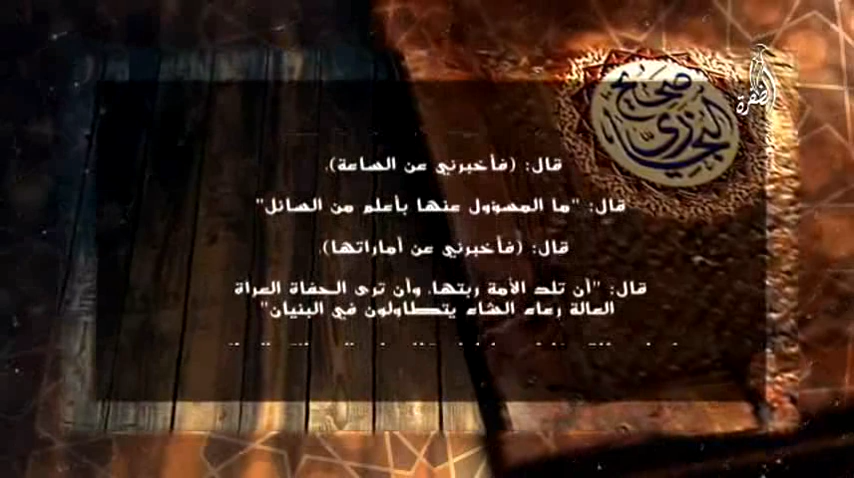 صحيح البخاري
الظفرة
قال: (فأخبرني عن الساعة).
قال: "ما المسؤول عنها بأعلم من السائل"
قال: (فأخبرني عن أماراتها).
قال: "أن تلد الأمة ربتها، وأن ترى الحفاة العراة
العالة رعاء الشاء يتطاولون في البنيان"